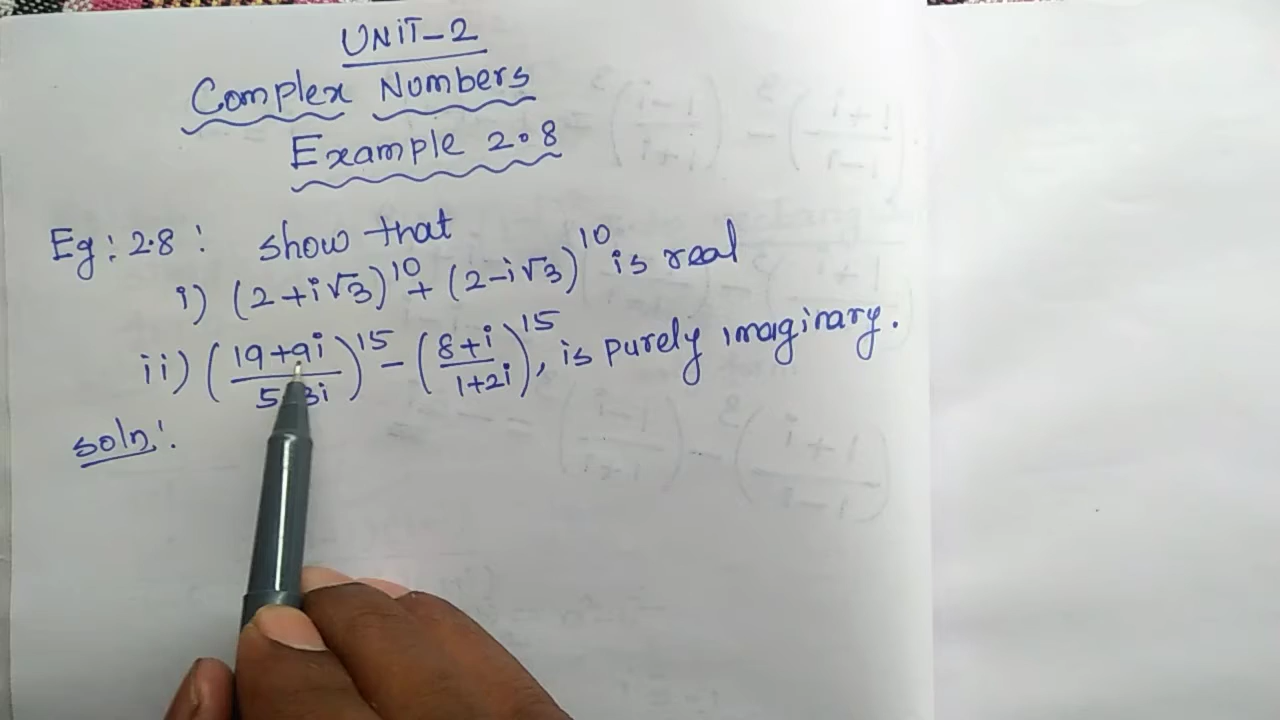 UNIT-2
Complex Numbers
Example 2.8
Eg: 2.8: show that
i) (2+i√3)^10 + (2-i√3)^10 is real
ii) ((19+9i)/(5 3i))^15 - ((8+i)/(1+2i))^15, is purely imaginary.
soln: